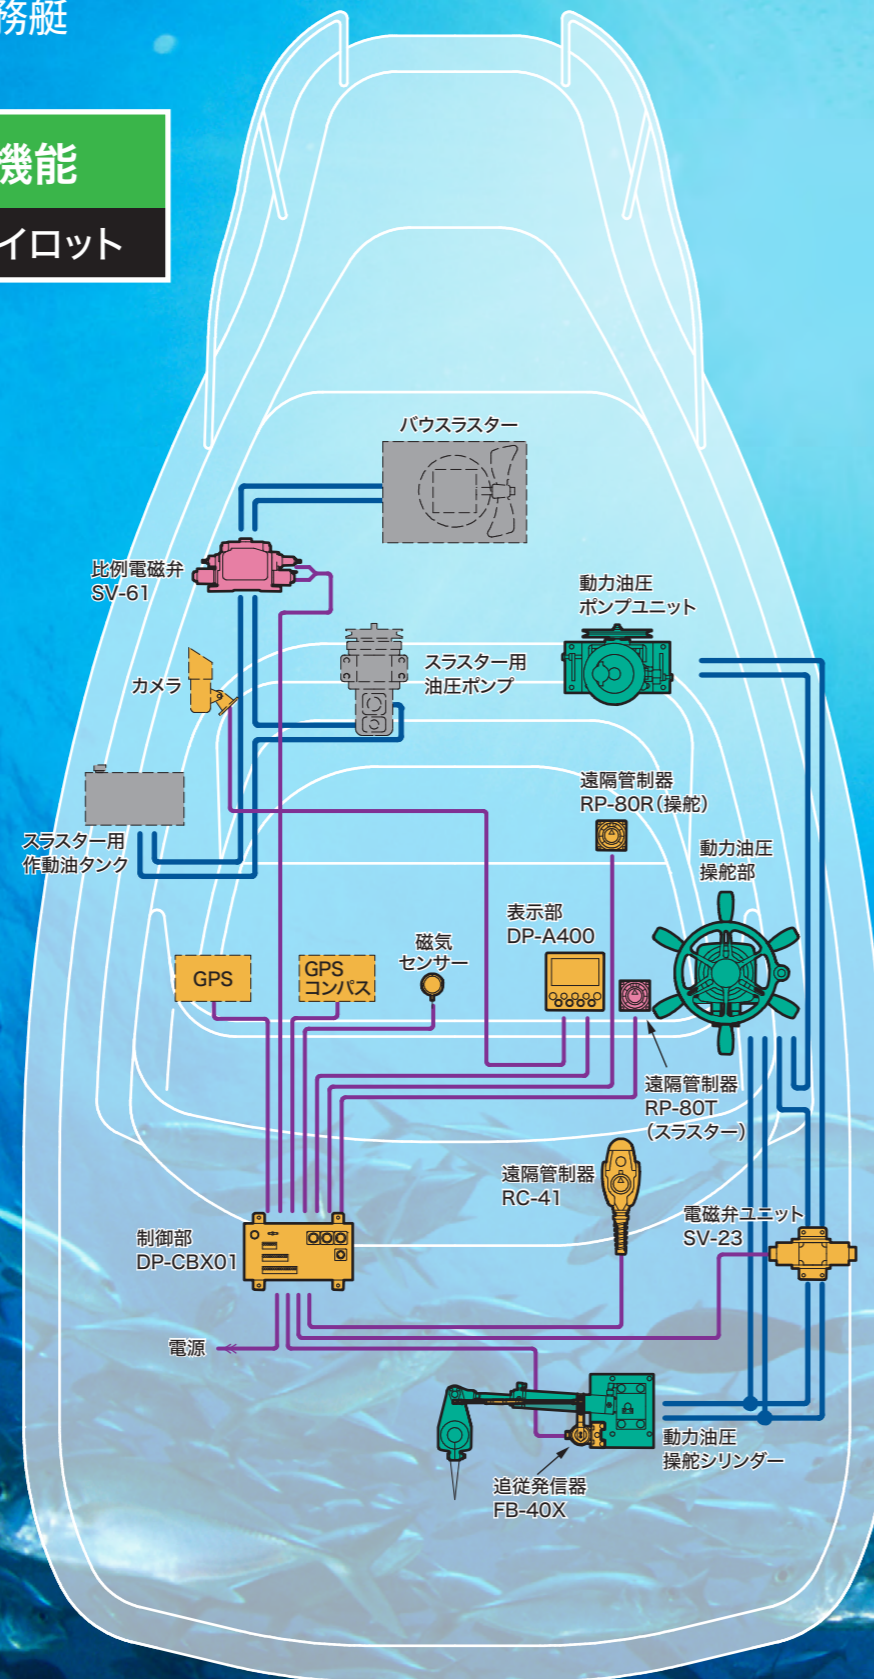 務艇
機能
イロット
バウスラスター
比例電磁弁
SV-61
動力油圧
ポンプユニット
カメラ
スラスター用
油圧ポンプ
遠隔管制器
RP-80R（操舵）
スラスター用
作動油タンク
動力油圧
操舵部
表示部
DP-A400
磁気
センサー
GPS
GPS
コンパス
遠隔管制器
RP-80T
（スラスター）
遠隔管制器
RC-41
電磁弁ユニット
SV-23
制御部
DP-CBX01
電源
動力油圧
操舵シリンダー
追従発信器
FB-40X